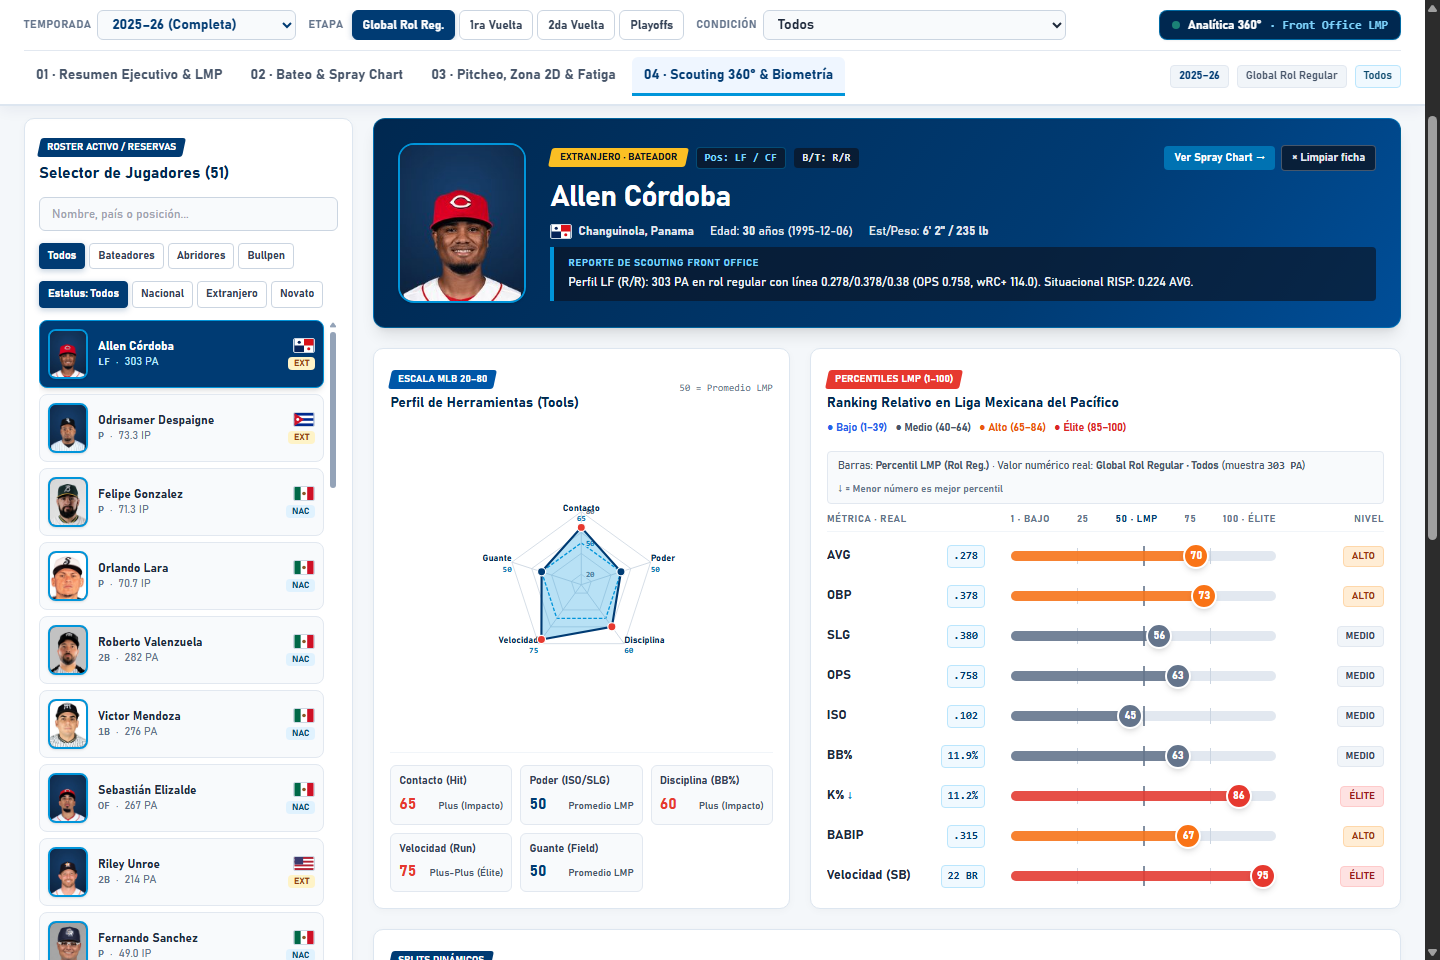 TEMPORADA 2025-26 (Completa) ETAPA Global Rol Reg. 1ra Vuelta 2da Vuelta Playoffs CONDICIÓN Todos Analítica 360° · Front Office LMP
01 · Resumen Ejecutivo & LMP 02 · Bateo & Spray Chart 03 · Pitcheo, Zona 2D & Fatiga 04 · Scouting 360° & Biometría 2025-26 Global Rol Regular Todos
ROSTER ACTIVO / RESERVAS
Selector de Jugadores (51)
Nombre, país o posición...
Todos Bateadores Abridores Bullpen
Estatus: Todos Nacional Extranjero Novato
Allen Córdoba
LF · 303 PA EXT
Odrisamer Despaigne
P · 73.3 IP EXT
Felipe Gonzalez
P · 71.3 IP NAC
Orlando Lara
P · 70.7 IP NAC
Roberto Valenzuela
2B · 282 PA NAC
Victor Mendoza
1B · 276 PA NAC
Sebastián Elizalde
OF · 267 PA NAC
Riley Unroe
2B · 214 PA EXT
Fernando Sanchez
P · 49.0 IP NAC
EXTRANJERO · BATEADOR Pos: LF / CF B/T: R/R Ver Spray Chart → × Limpiar ficha
Allen Córdoba
Changuinola, Panama Edad: 30 años (1995-12-06) Est/Peso: 6' 2" / 235 lb
REPORTE DE SCOUTING FRONT OFFICE
Perfil LF (R/R): 303 PA en rol regular con línea 0.278/0.378/0.38 (OPS 0.758, wRC+ 114.0). Situacional RISP: 0.224 AVG.
ESCALA MLB 20-80
50 = Promedio LMP
Perfil de Herramientas (Tools)
Contacto
65
50
Guante
50
Poder
50
20
Velocidad
75
Disciplina
60
Contacto (Hit)
65 Plus (Impacto)
Poder (ISO/SLG)
50 Promedio LMP
Disciplina (BB%)
60 Plus (Impacto)
Velocidad (Run)
75 Plus-Plus (Élite)
Guante (Field)
50 Promedio LMP
PERCENTILES LMP (1-100)
Ranking Relativo en Liga Mexicana del Pacífico
● Bajo (1-39) ● Medio (40-64) ● Alto (65-84) ● Élite (85-100)
Barras: Percentil LMP (Rol Reg.) · Valor numérico real: Global Rol Regular · Todos (muestra 303 PA)
↓ = Menor número es mejor percentil
MÉTRICA · REAL 1 · BAJO 25 50 · LMP 75 100 · ÉLITE NIVEL
AVG .278 70 ALTO
OBP .378 73 ALTO
SLG .380 56 MEDIO
OPS .758 63 MEDIO
ISO .102 45 MEDIO
BB% 11.9% 63 MEDIO
K% ↓ 11.2% 86 ÉLITE
BABIP .315 67 ALTO
Velocidad (SB) 22 BR 95 ÉLITE
SPLITS DINÁMICOS